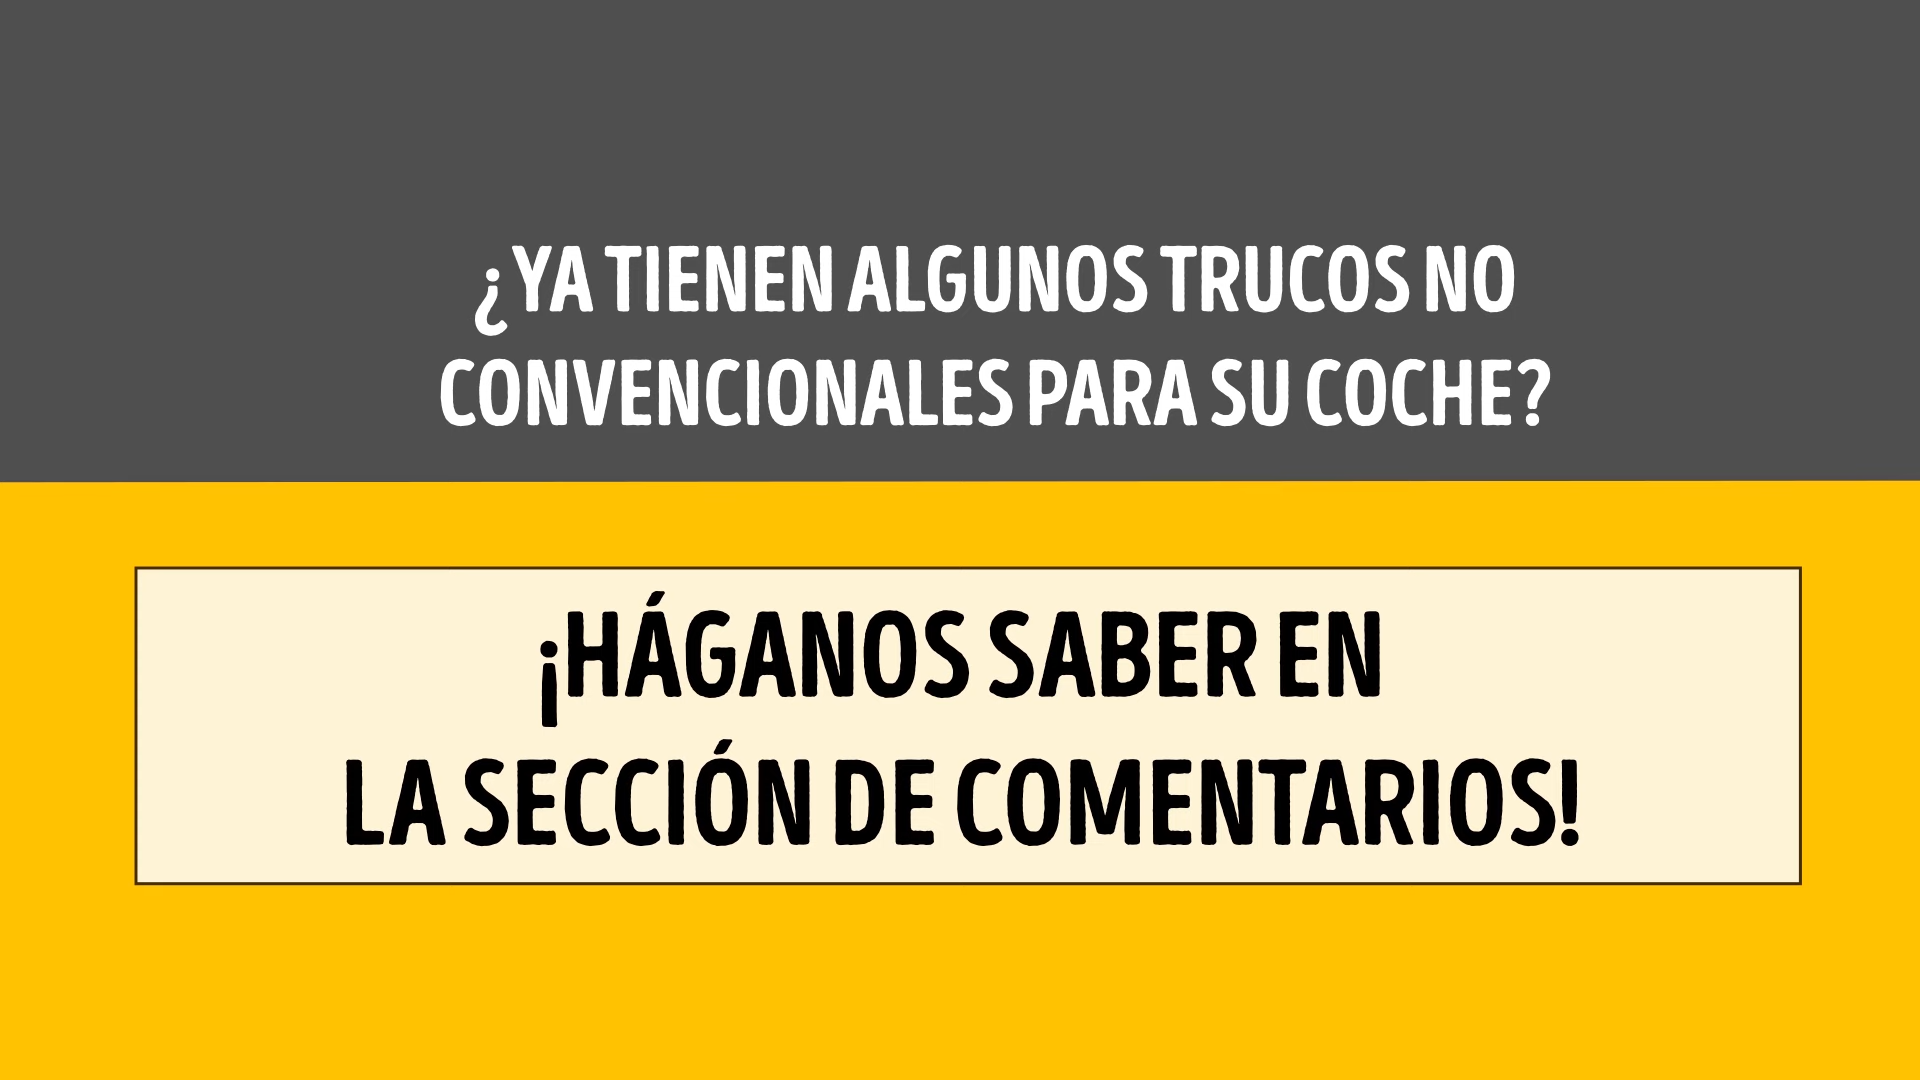 ¿YA TIENEN ALGUNOS TRUCOS NO
CONVENCIONALES PARA SU COCHE?
¡HÁGANOS SABER EN
LA SECCIÓN DE COMENTARIOS!